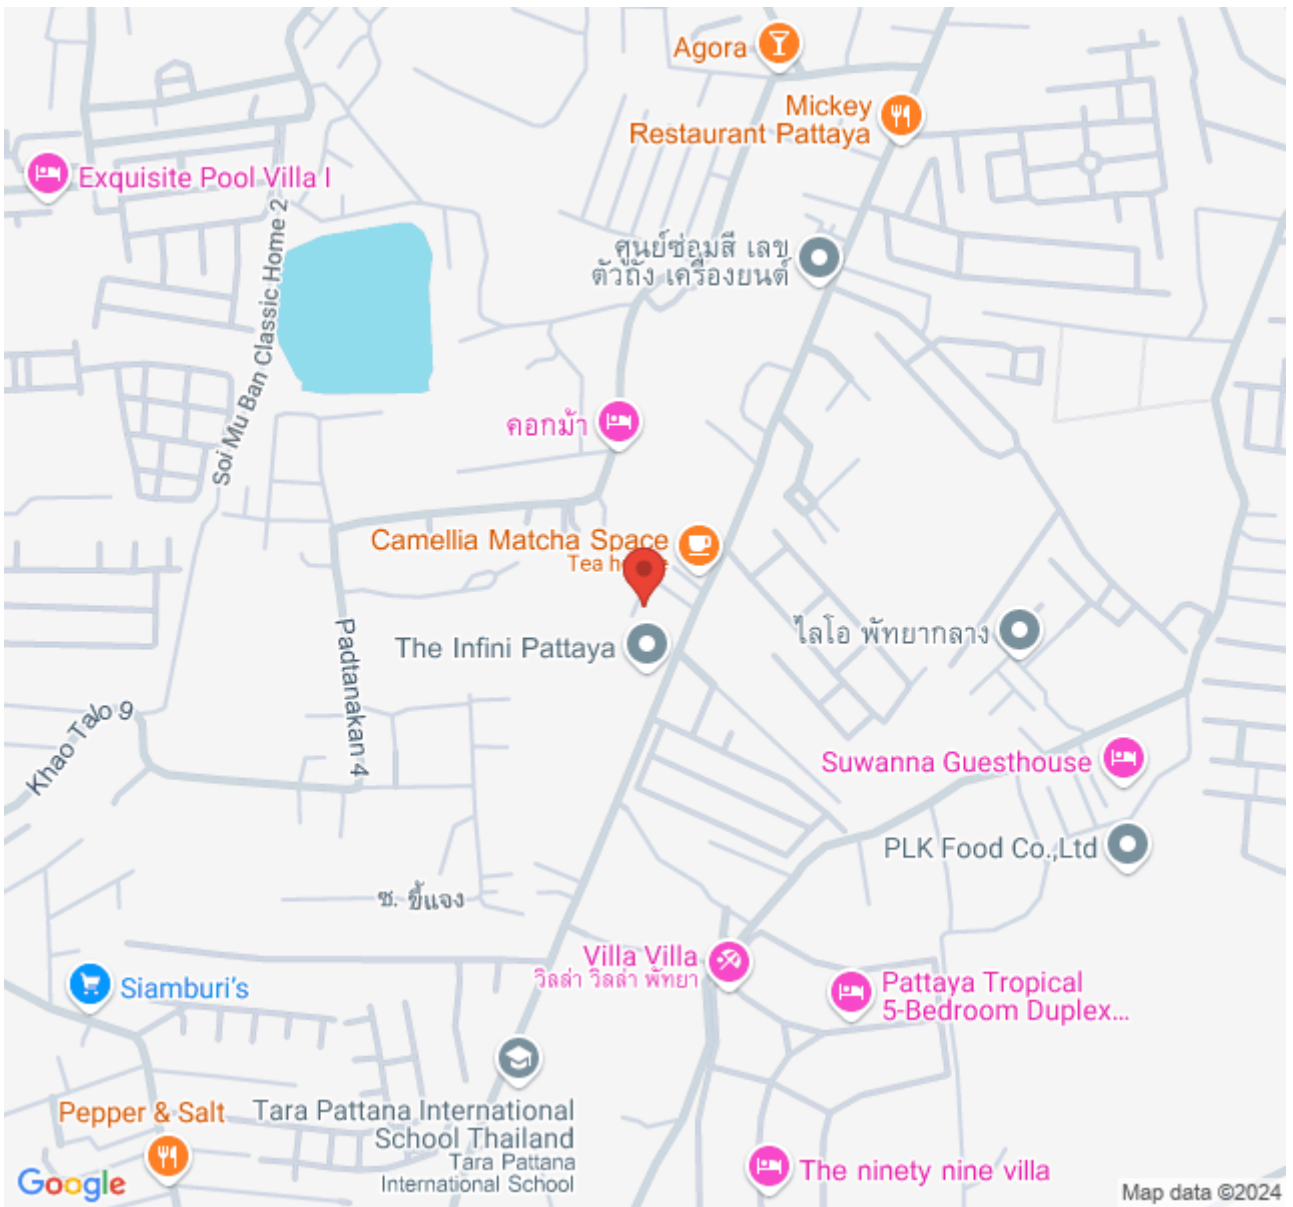 Agora
Mickey
Restaurant Pattaya
Exquisite Pool Villa I
ศูนย์ซ่อมสี เลข
ตัวถัง เครื่องยนต์
Soi Mu Ban Classic Home 2
คอกม้า
Camellia Matcha Space
Tea
The Infini Pattaya
ไลโอ พัทยากลาง
Padtanakan 4
Khao Talo 9
Suwanna Guesthouse
PLK Food Co.,Ltd
ซ. ขี้แจง
Villa Villa
วิลล่า วิลล่า พัทยา
Siamburi's
Pattaya Tropical
5-Bedroom Duplex...
Pepper & Salt
Tara Pattana International
School Thailand
Tara Pattana
International School
The ninety nine villa
Google
Map data ©2024